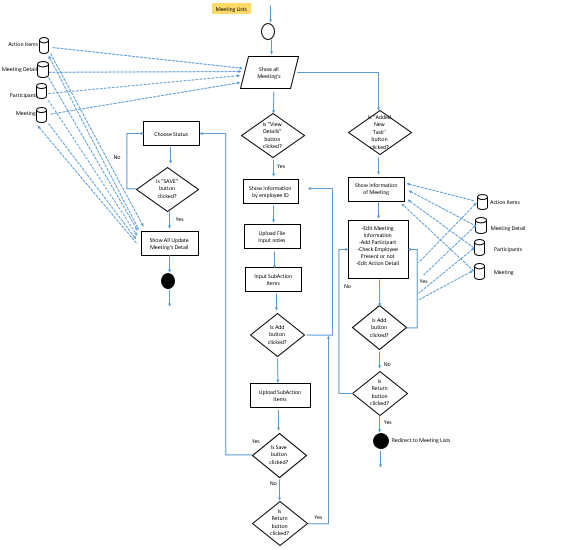 Meeting Lists
Action Items
Meeting Detail
Participant
Meeting
Show all
Meeting's
Choose Status
No
Is "SAVE"
button
clicked?
Yes
Show All Update
Meeting's Detail
Is "View
Details"
button
clicked?
Yes
Show Information
by employee ID
Upload File
Input notes
Input SubAction
Items
Is Add
button
clicked?
Upload SubAction
Items
Yes
Is Save
button
clicked?
No
Is
Return
button
clicked?
Yes
Is "Added
New
Task"
button
clicked?
Show information
of Meeting
-Edit Meeting
Information
-Add Participant
-Check Employee
Present or not
-Edit Action Detail
Action Items
Meeting Detail
Participants
Meeting
Yes
No
Is Add
button
clicked?
No
Is
Return
button
clicked?
Yes
Redirect to Meeting Lists